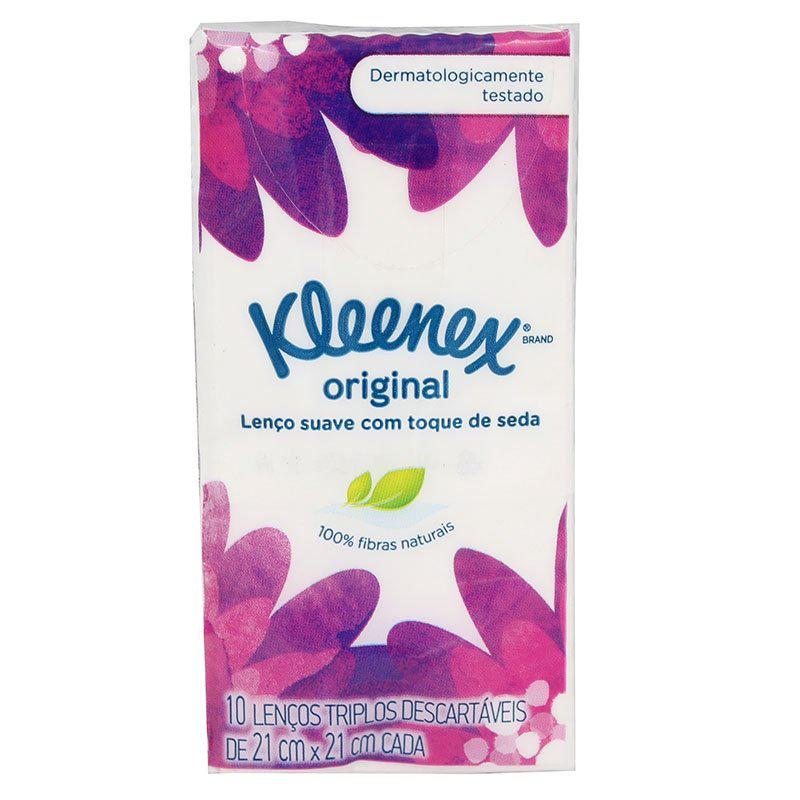 Dermatologicamente
testado
Kleenex®
BRAND
original
Lenço suave com toque de seda
100% fibras naturais
10 LENÇOS TRIPLOS DESCARTÁVEIS
DE 21 cm x 21 cm CADA